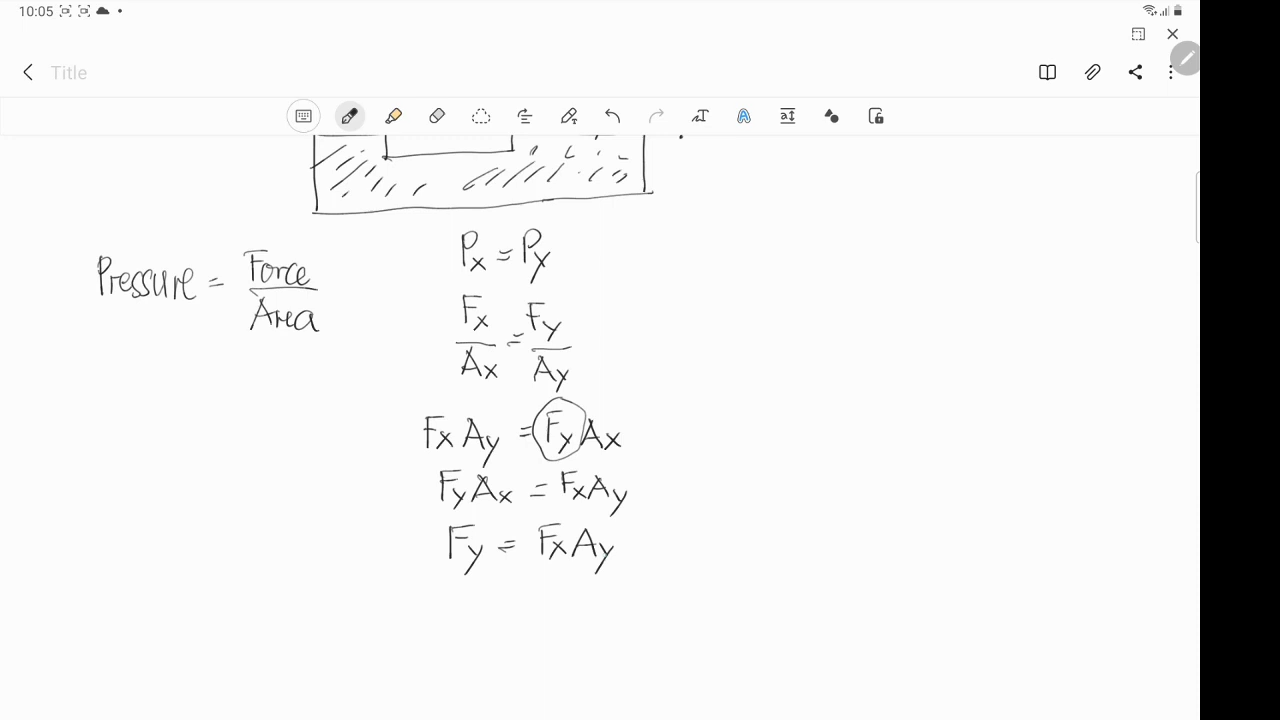 10:05
Title
Px = Py
Pressure = Force / Area
Fx / Ax = Fy / Ay
Fx Ay = Fy Ax
Fy Ax = Fx Ay
Fy = Fx Ay